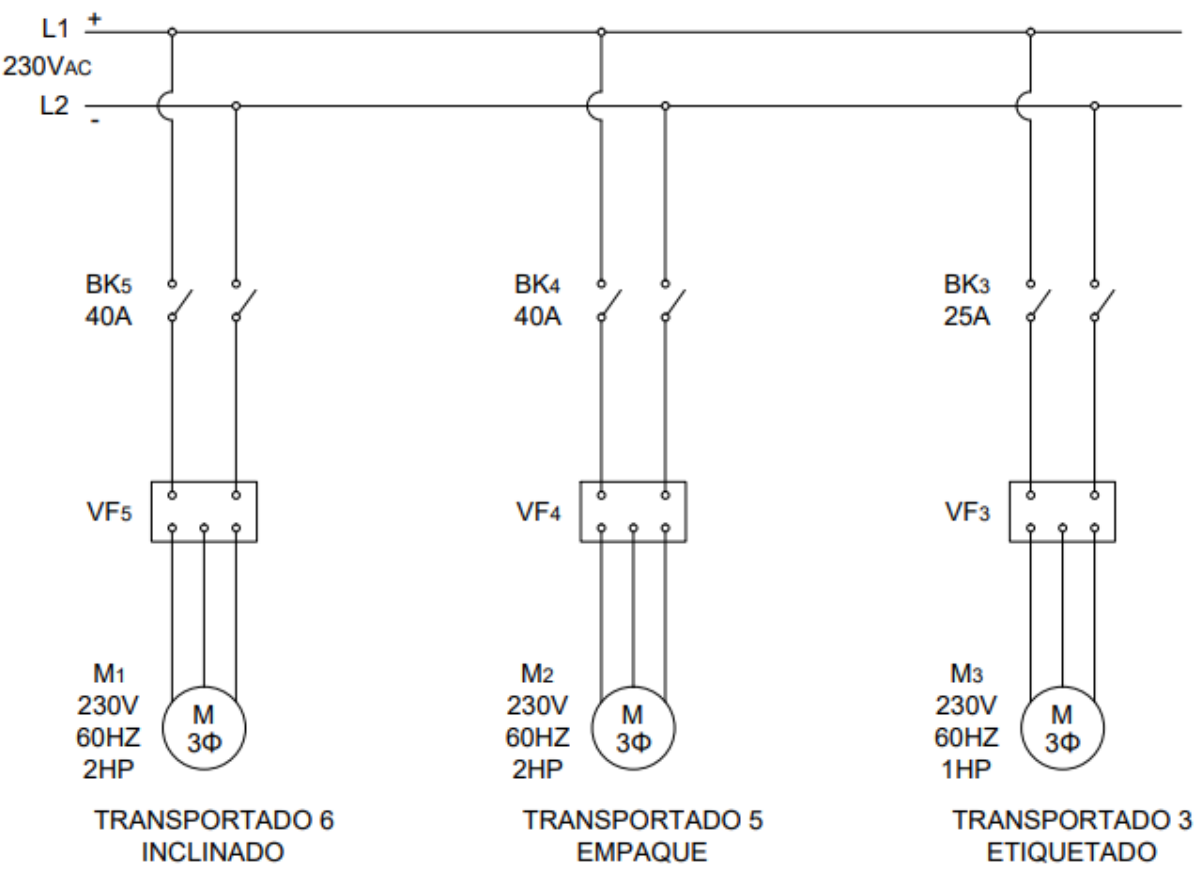 L1 +
230VAC
L2 -
BK5
40A
BK4
40A
BK3
25A
VF5
VF4
VF3
M1
230V
60HZ
2HP
M
3Φ
M2
230V
60HZ
2HP
M
3Φ
M3
230V
60HZ
1HP
M
3Φ
TRANSPORTADO 6
INCLINADO
TRANSPORTADO 5
EMPAQUE
TRANSPORTADO 3
ETIQUETADO